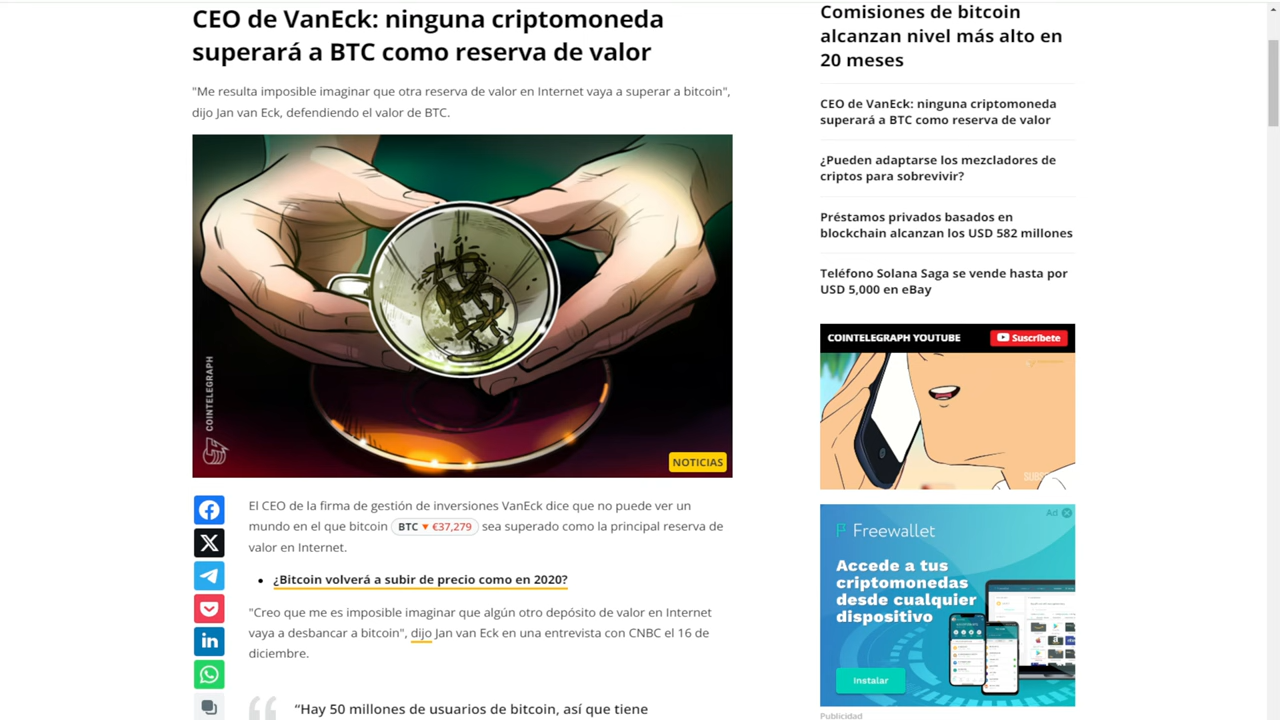 CEO de VanEck: ninguna criptomoneda
superará a BTC como reserva de valor
"Me resulta imposible imaginar que otra reserva de valor en Internet vaya a superar a bitcoin",
dijo Jan van Eck, defendiendo el valor de BTC.
COINTELEGRAPH
NOTICIAS
El CEO de la firma de gestión de inversiones VanEck dice que no puede ver un
mundo en el que bitcoin BTC ▼ €37,279 sea superado como la principal reserva de
valor en Internet.
• ¿Bitcoin volverá a subir de precio como en 2020?
"Creo que me es imposible imaginar que algún otro depósito de valor en Internet
vaya a desbancar a bitcoin", dijo Jan van Eck en una entrevista con CNBC el 16 de
diciembre.
“Hay 50 millones de usuarios de bitcoin, así que tiene
Comisiones de bitcoin
alcanzan nivel más alto en
20 meses
CEO de VanEck: ninguna criptomoneda
superará a BTC como reserva de valor
¿Pueden adaptarse los mezcladores de
criptos para sobrevivir?
Préstamos privados basados en
blockchain alcanzan los USD 582 millones
Teléfono Solana Saga se vende hasta por
USD 5,000 en eBay
COINTELEGRAPH YOUTUBE
Suscríbete
Ad
Freewallet
Accede a tus
criptomonedas
desde cualquier
dispositivo
Instalar
Publicidad